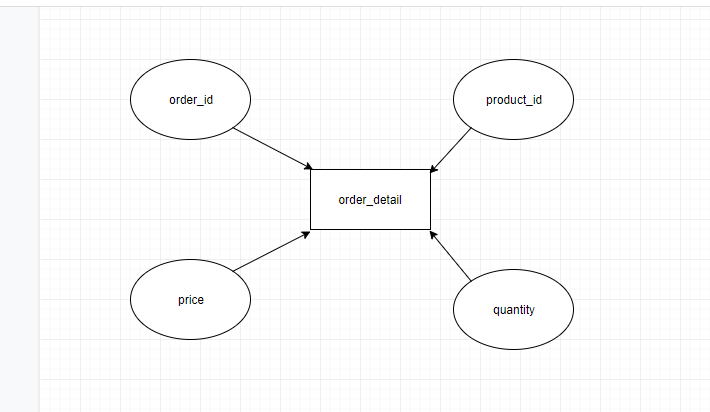 order_id
product_id
order_detail
price
quantity